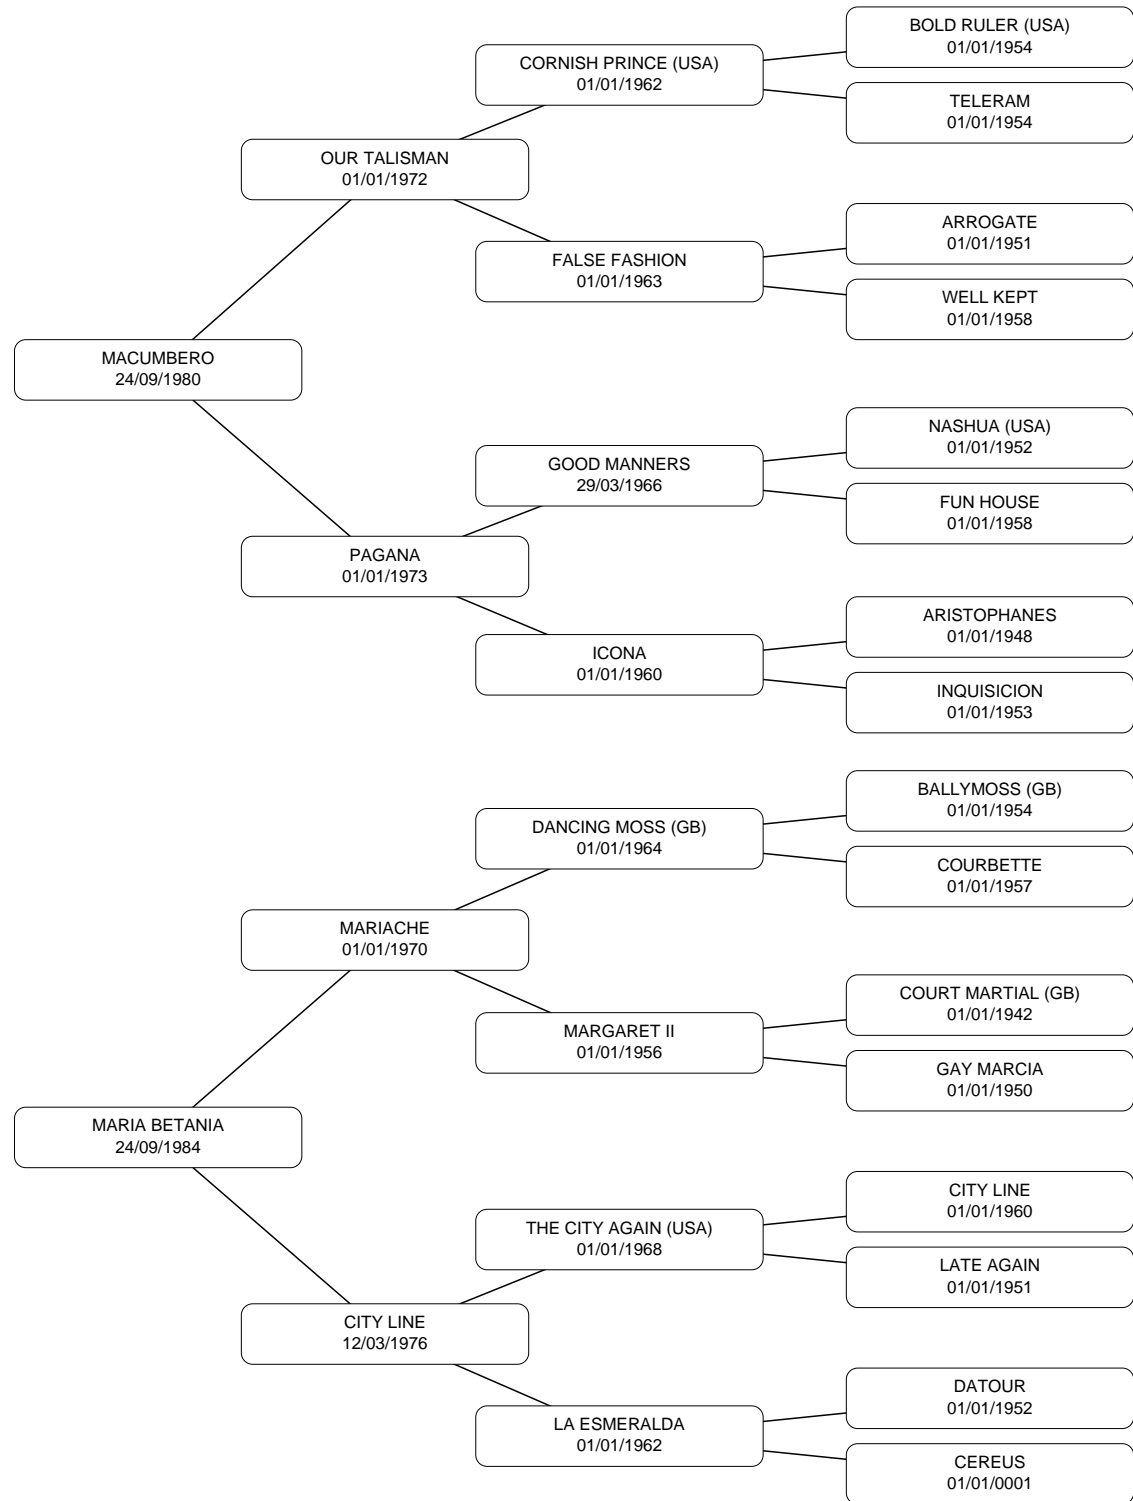 BOLD RULER (USA)
01/01/1954
CORNISH PRINCE (USA)
01/01/1962
TELERAM
01/01/1954
OUR TALISMAN
01/01/1972
ARROGATE
01/01/1951
FALSE FASHION
01/01/1963
WELL KEPT
01/01/1958
MACUMBERO
24/09/1980
NASHUA (USA)
01/01/1952
GOOD MANNERS
29/03/1966
FUN HOUSE
01/01/1958
PAGANA
01/01/1973
ARISTOPHANES
01/01/1948
ICONA
01/01/1960
INQUISICION
01/01/1953
BALLYMOSS (GB)
01/01/1954
DANCING MOSS (GB)
01/01/1964
COURBETTE
01/01/1957
MARIACHE
01/01/1970
COURT MARTIAL (GB)
01/01/1942
MARGARET II
01/01/1956
GAY MARCIA
01/01/1950
MARIA BETANIA
24/09/1984
CITY LINE
01/01/1960
THE CITY AGAIN (USA)
01/01/1968
LATE AGAIN
01/01/1951
CITY LINE
12/03/1976
DATOUR
01/01/1952
LA ESMERALDA
01/01/1962
CEREUS
01/01/0001